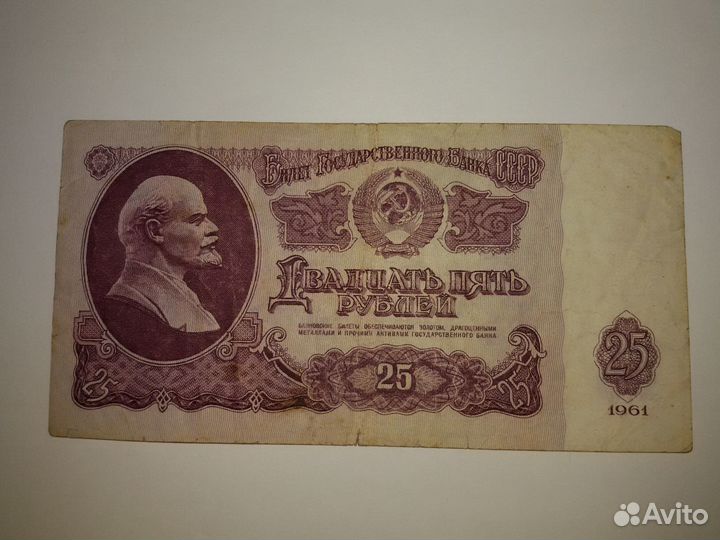 Билет Государственного Банка СССР
Двадцать пять
рублей
БАНКОВСКИЕ БИЛЕТЫ ОБЕСПЕЧИВАЮТСЯ ЗОЛОТОМ, ДРАГОЦЕННЫМИ
МЕТАЛЛАМИ И ПРОЧИМИ АКТИВАМИ ГОСУДАРСТВЕННОГО БАНКА
25
25
25
25
1961
Avito